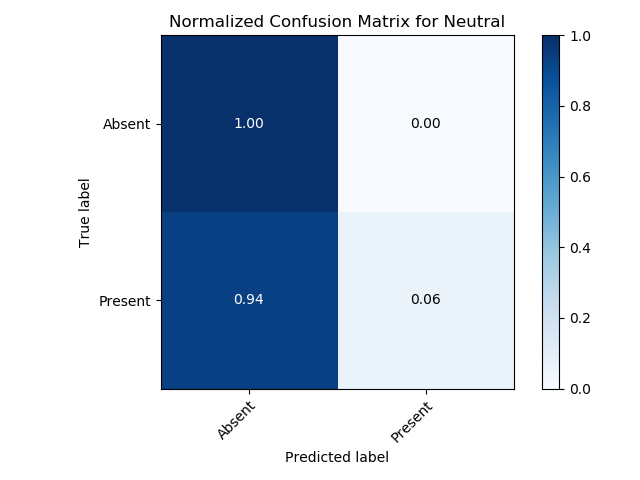 Normalized Confusion Matrix for Neutral
True label
Absent
1.00
0.00
Present
0.94
0.06
Absent
Present
Predicted label
1.0
0.8
0.6
0.4
0.2
0.0